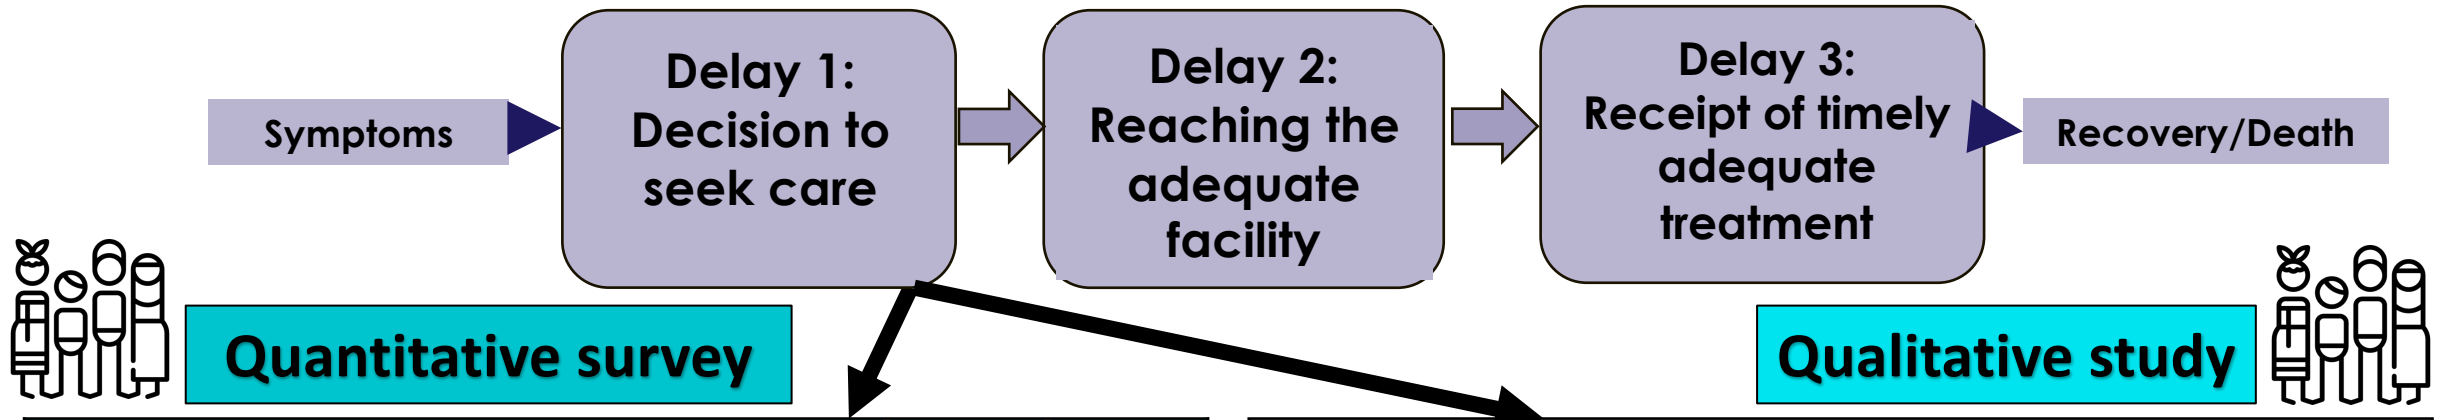 Symptoms
Delay 1:
Decision to
seek care
Delay 2:
Reaching the
adequate
facility
Delay 3:
Receipt of timely
adequate
treatment
Recovery/Death
Quantitative survey
Qualitative study